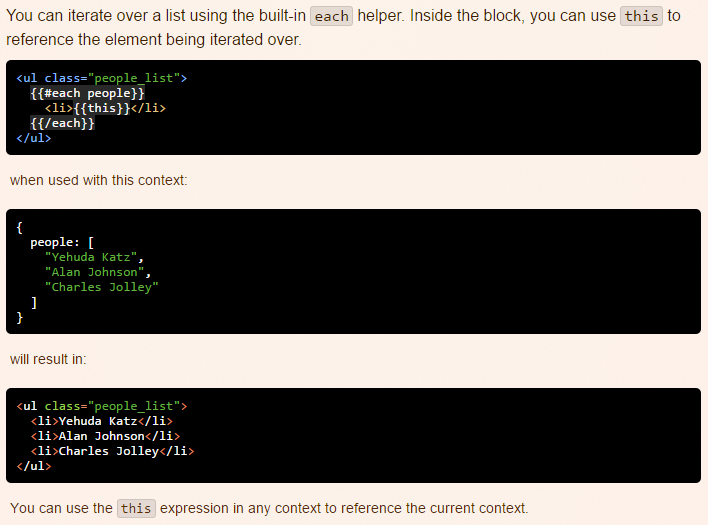 You can iterate over a list using the built-in each helper. Inside the block, you can use this to
reference the element being iterated over.
<ul class="people_list">
  {{#each people}}
    <li>{{this}}</li>
  {{/each}}
</ul>
when used with this context:
{
  people: [
    "Yehuda Katz",
    "Alan Johnson",
    "Charles Jolley"
  ]
}
will result in:
<ul class="people_list">
  <li>Yehuda Katz</li>
  <li>Alan Johnson</li>
  <li>Charles Jolley</li>
</ul>
You can use the this expression in any context to reference the current context.